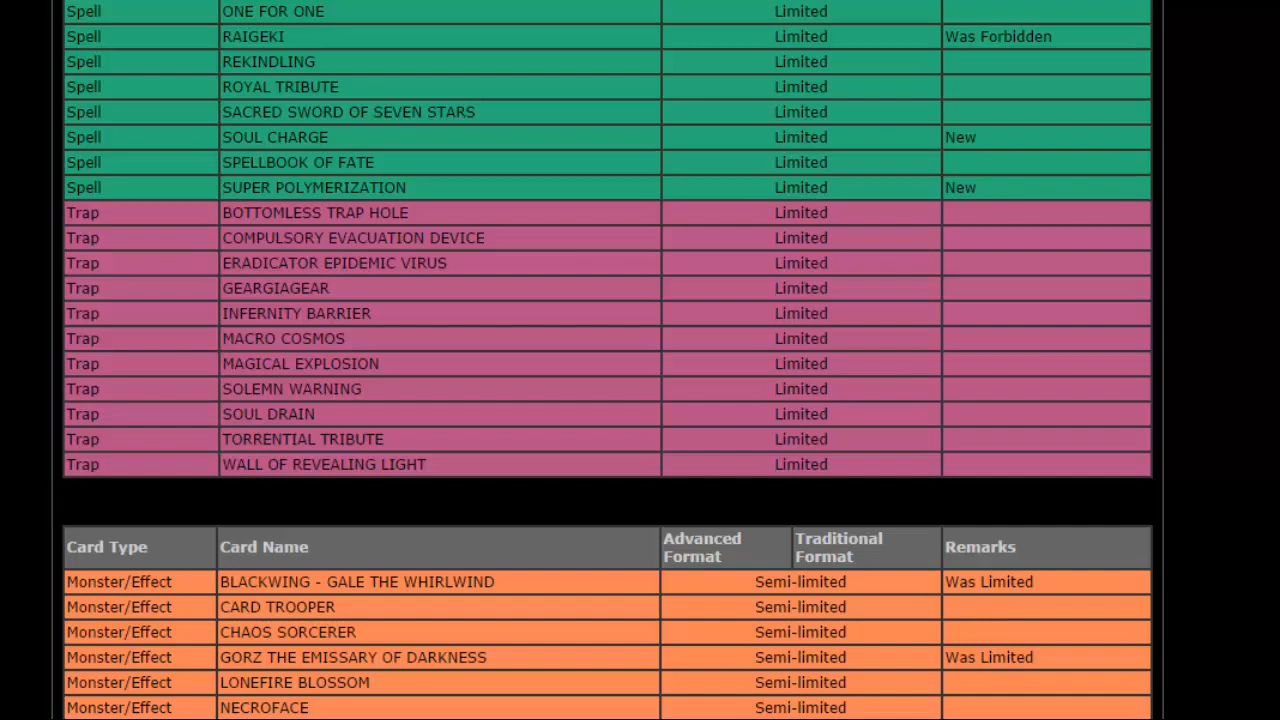 Spell ONE FOR ONE Limited
Spell RAIGEKI Limited Was Forbidden
Spell REKINDLING Limited
Spell ROYAL TRIBUTE Limited
Spell SACRED SWORD OF SEVEN STARS Limited
Spell SOUL CHARGE Limited New
Spell SPELLBOOK OF FATE Limited
Spell SUPER POLYMERIZATION Limited New
Trap BOTTOMLESS TRAP HOLE Limited
Trap COMPULSORY EVACUATION DEVICE Limited
Trap ERADICATOR EPIDEMIC VIRUS Limited
Trap GEARGIAGEAR Limited
Trap INFERNITY BARRIER Limited
Trap MACRO COSMOS Limited
Trap MAGICAL EXPLOSION Limited
Trap SOLEMN WARNING Limited
Trap SOUL DRAIN Limited
Trap TORRENTIAL TRIBUTE Limited
Trap WALL OF REVEALING LIGHT Limited
Card Type Card Name Advanced Format Traditional Format Remarks
Monster/Effect BLACKWING - GALE THE WHIRLWIND Semi-limited Was Limited
Monster/Effect CARD TROOPER Semi-limited
Monster/Effect CHAOS SORCERER Semi-limited
Monster/Effect GORZ THE EMISSARY OF DARKNESS Semi-limited Was Limited
Monster/Effect LONEFIRE BLOSSOM Semi-limited
Monster/Effect NECROFACE Semi-limited